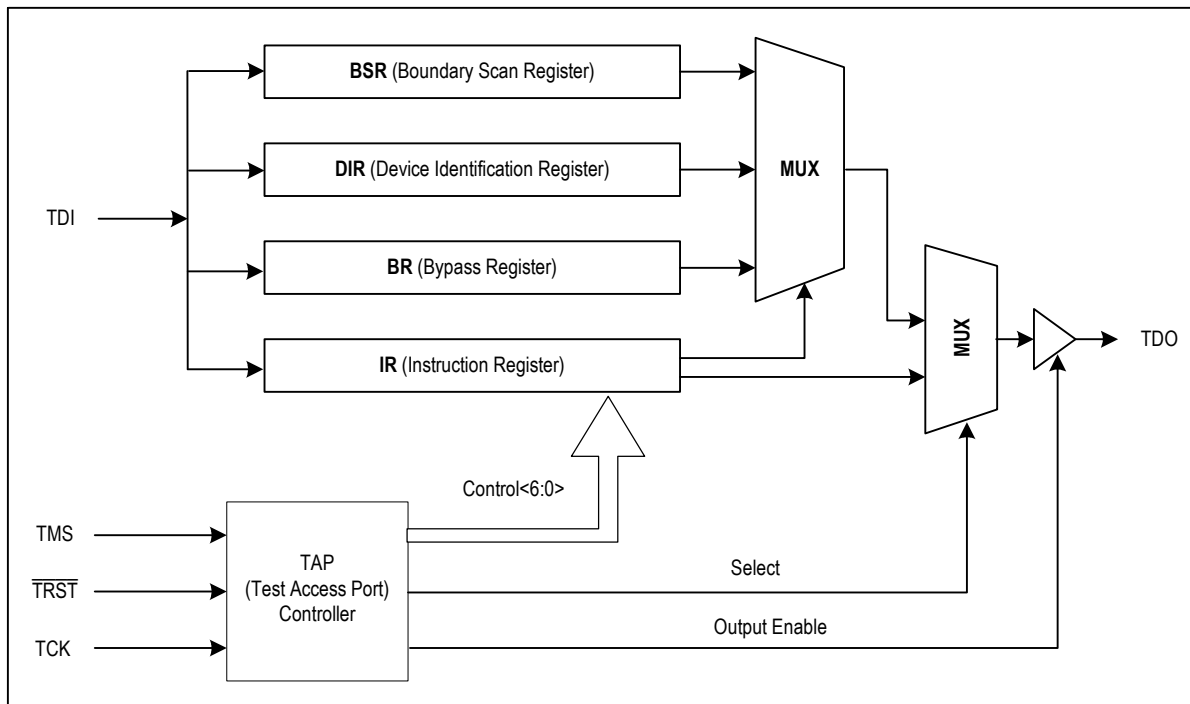 BSR (Boundary Scan Register)
DIR (Device Identification Register)
MUX
TDI
BR (Bypass Register)
MUX
TDO
IR (Instruction Register)
Control<6:0>
TMS
TAP
(Test Access Port)
Controller
TRST
Select
TCK
Output Enable